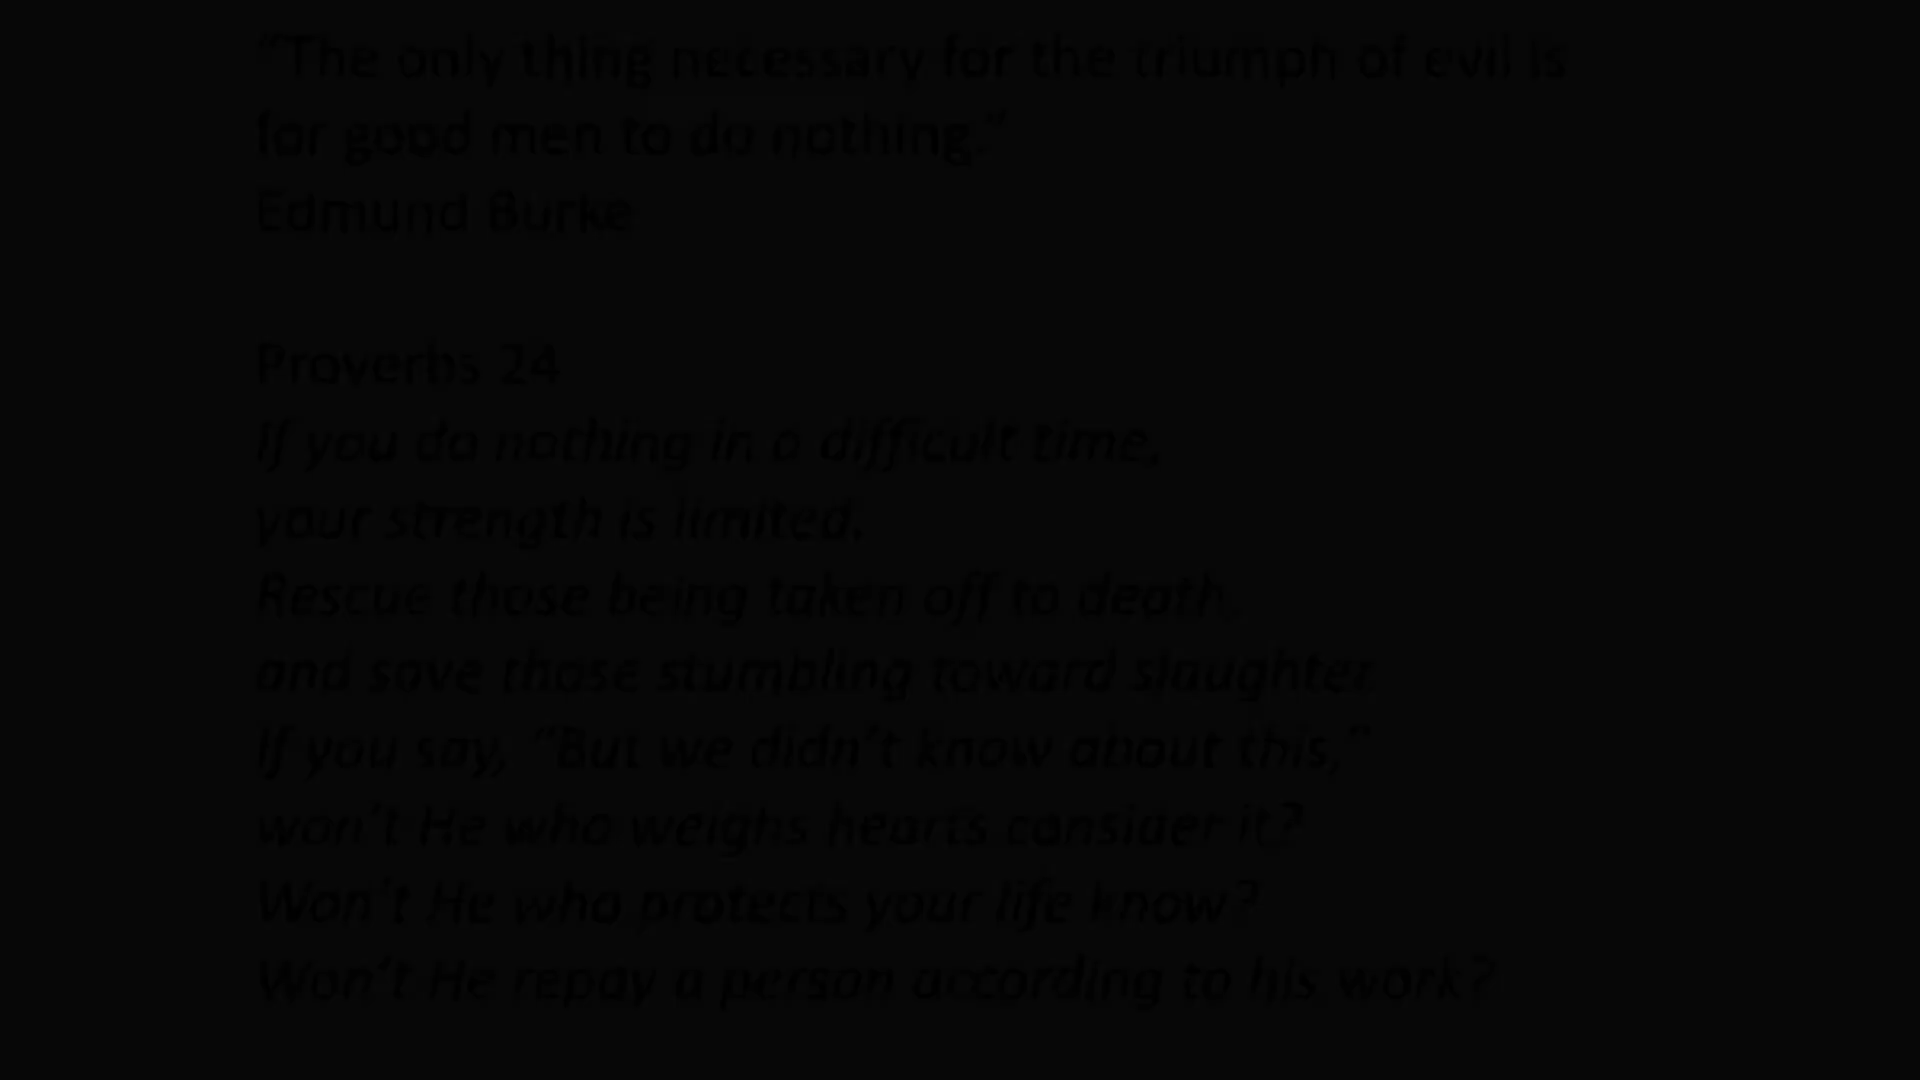 "The only thing necessary for the triumph of evil is
for good men to do nothing."
Edmund Burke
Proverbs 24
If you do nothing in a difficult time,
your strength is limited.
Rescue those being taken off to death,
and save those stumbling toward slaughter.
If you say, "But we didn't know about this,"
won't He who weighs hearts consider it?
Won't He who protects your life know?
Won't He repay a person according to his work?